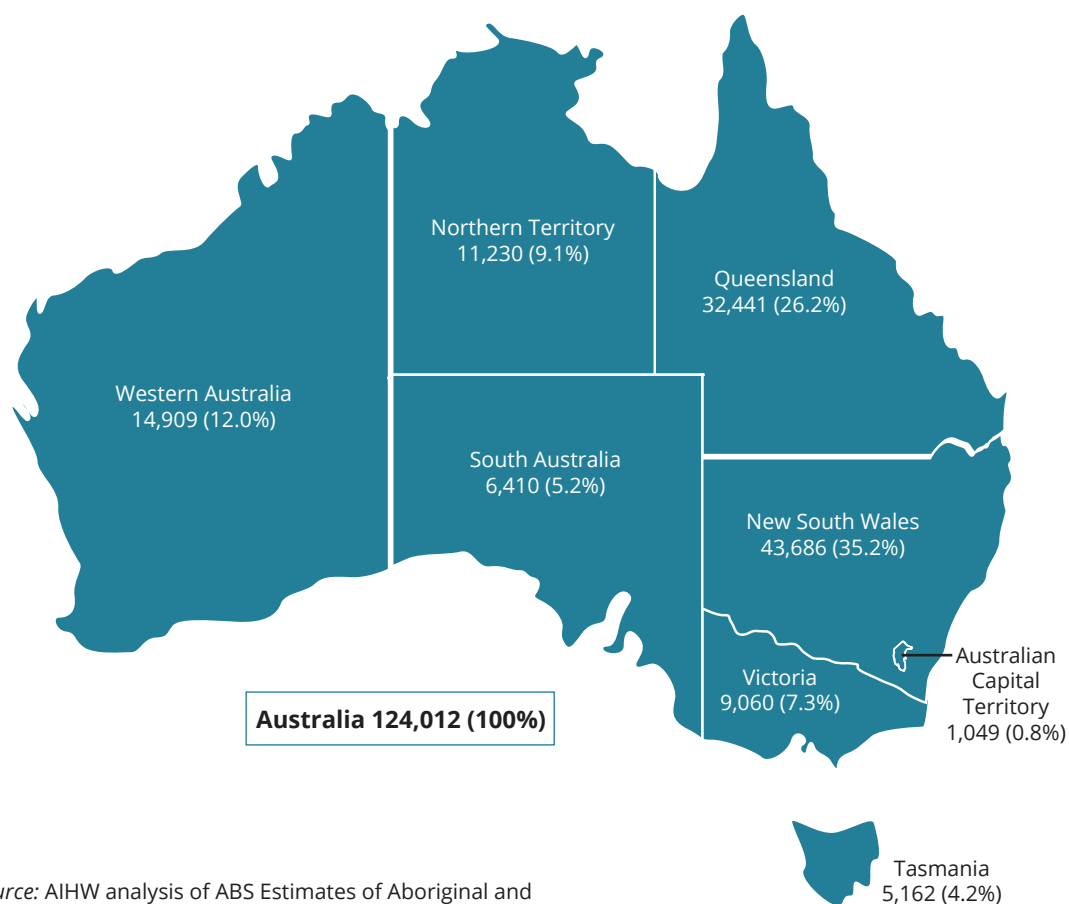 Northern Territory
11,230 (9.1%)
Queensland
32,441 (26.2%)
Western Australia
14,909 (12.0%)
South Australia
6,410 (5.2%)
New South Wales
43,686 (35.2%)
Victoria
9,060 (7.3%)
Australian
Capital
Territory
1,049 (0.8%)
Australia 124,012 (100%)
Tasmania
5,162 (4.2%)
urce: AIHW analysis of ABS Estimates of Aboriginal and